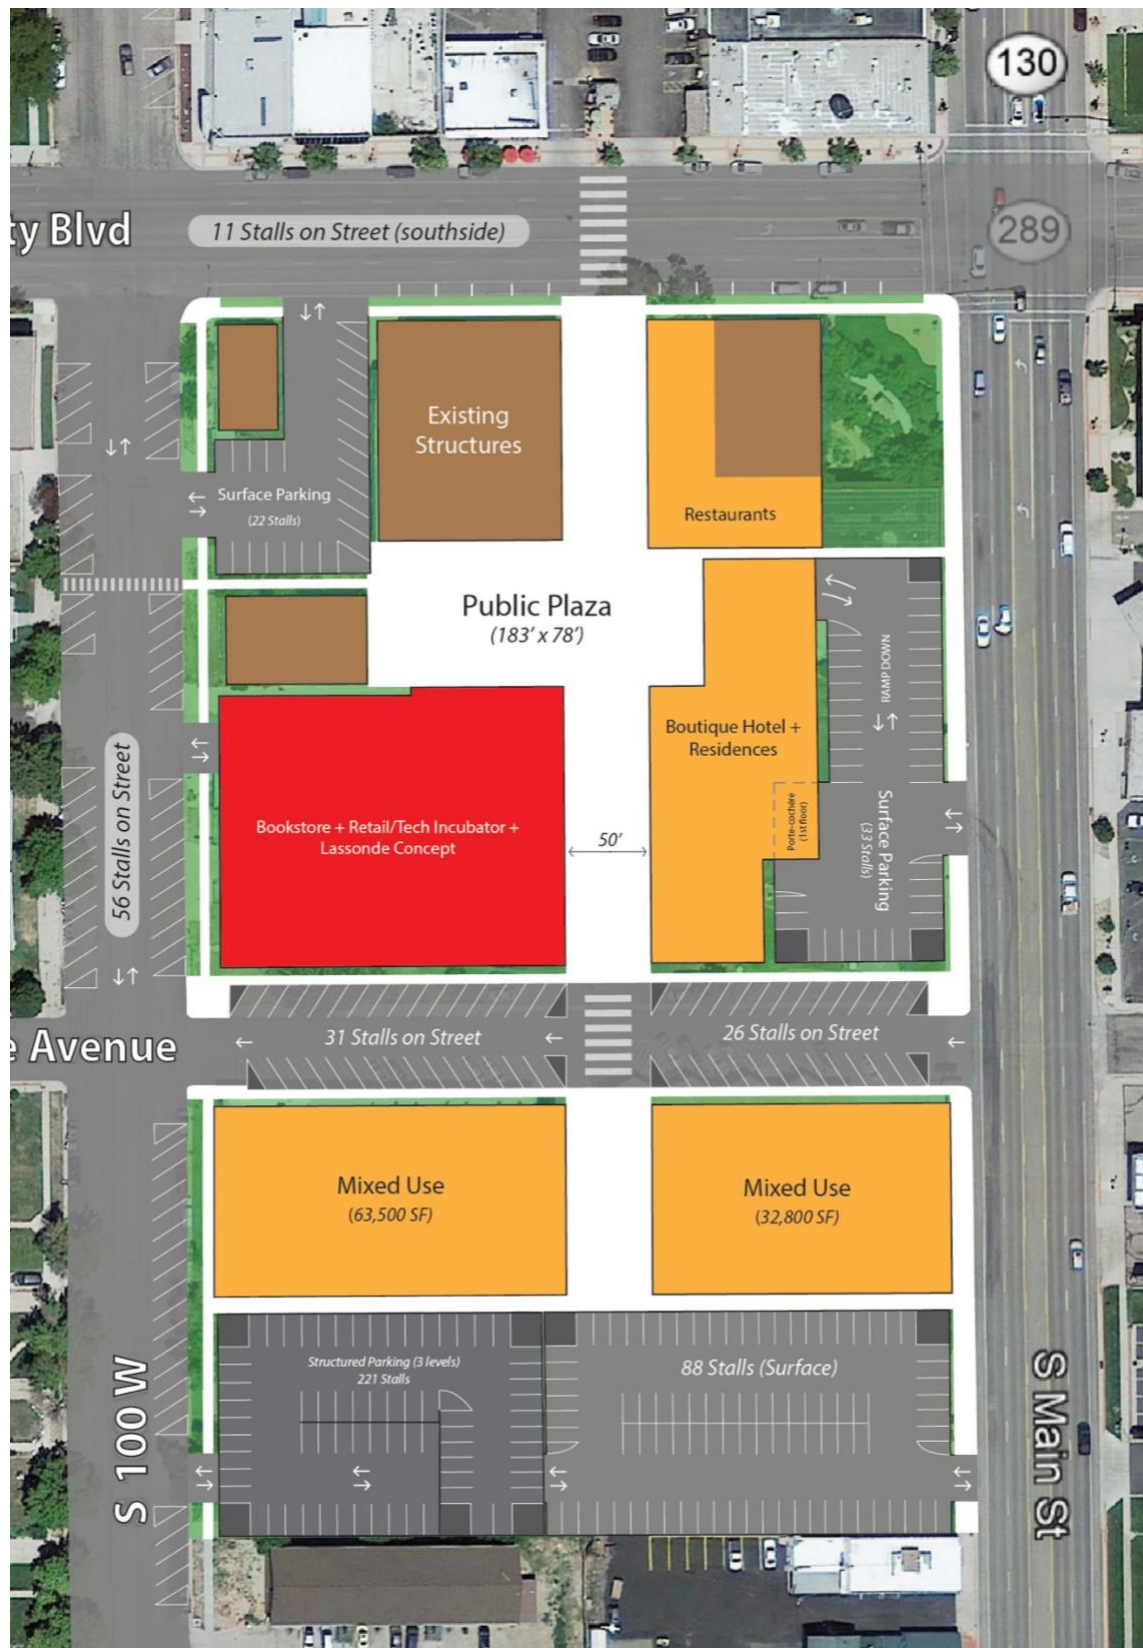 130
ty Blvd
11 Stalls on Street (southside)
289
Existing
Structures
Surface Parking
(22 Stalls)
Restaurants
Public Plaza
(183' x 78')
RAMP DOWN
Boutique Hotel +
Residences
56 Stalls on Street
Porte-cochère
(1st floor)
Surface Parking
(33 Stalls)
Bookstore + Retail/Tech Incubator +
Lassonde Concept
50'
e Avenue
31 Stalls on Street
26 Stalls on Street
Mixed Use
(63,500 SF)
Mixed Use
(32,800 SF)
Structured Parking (3 levels)
221 Stalls
88 Stalls (Surface)
S 100 W
S Main St